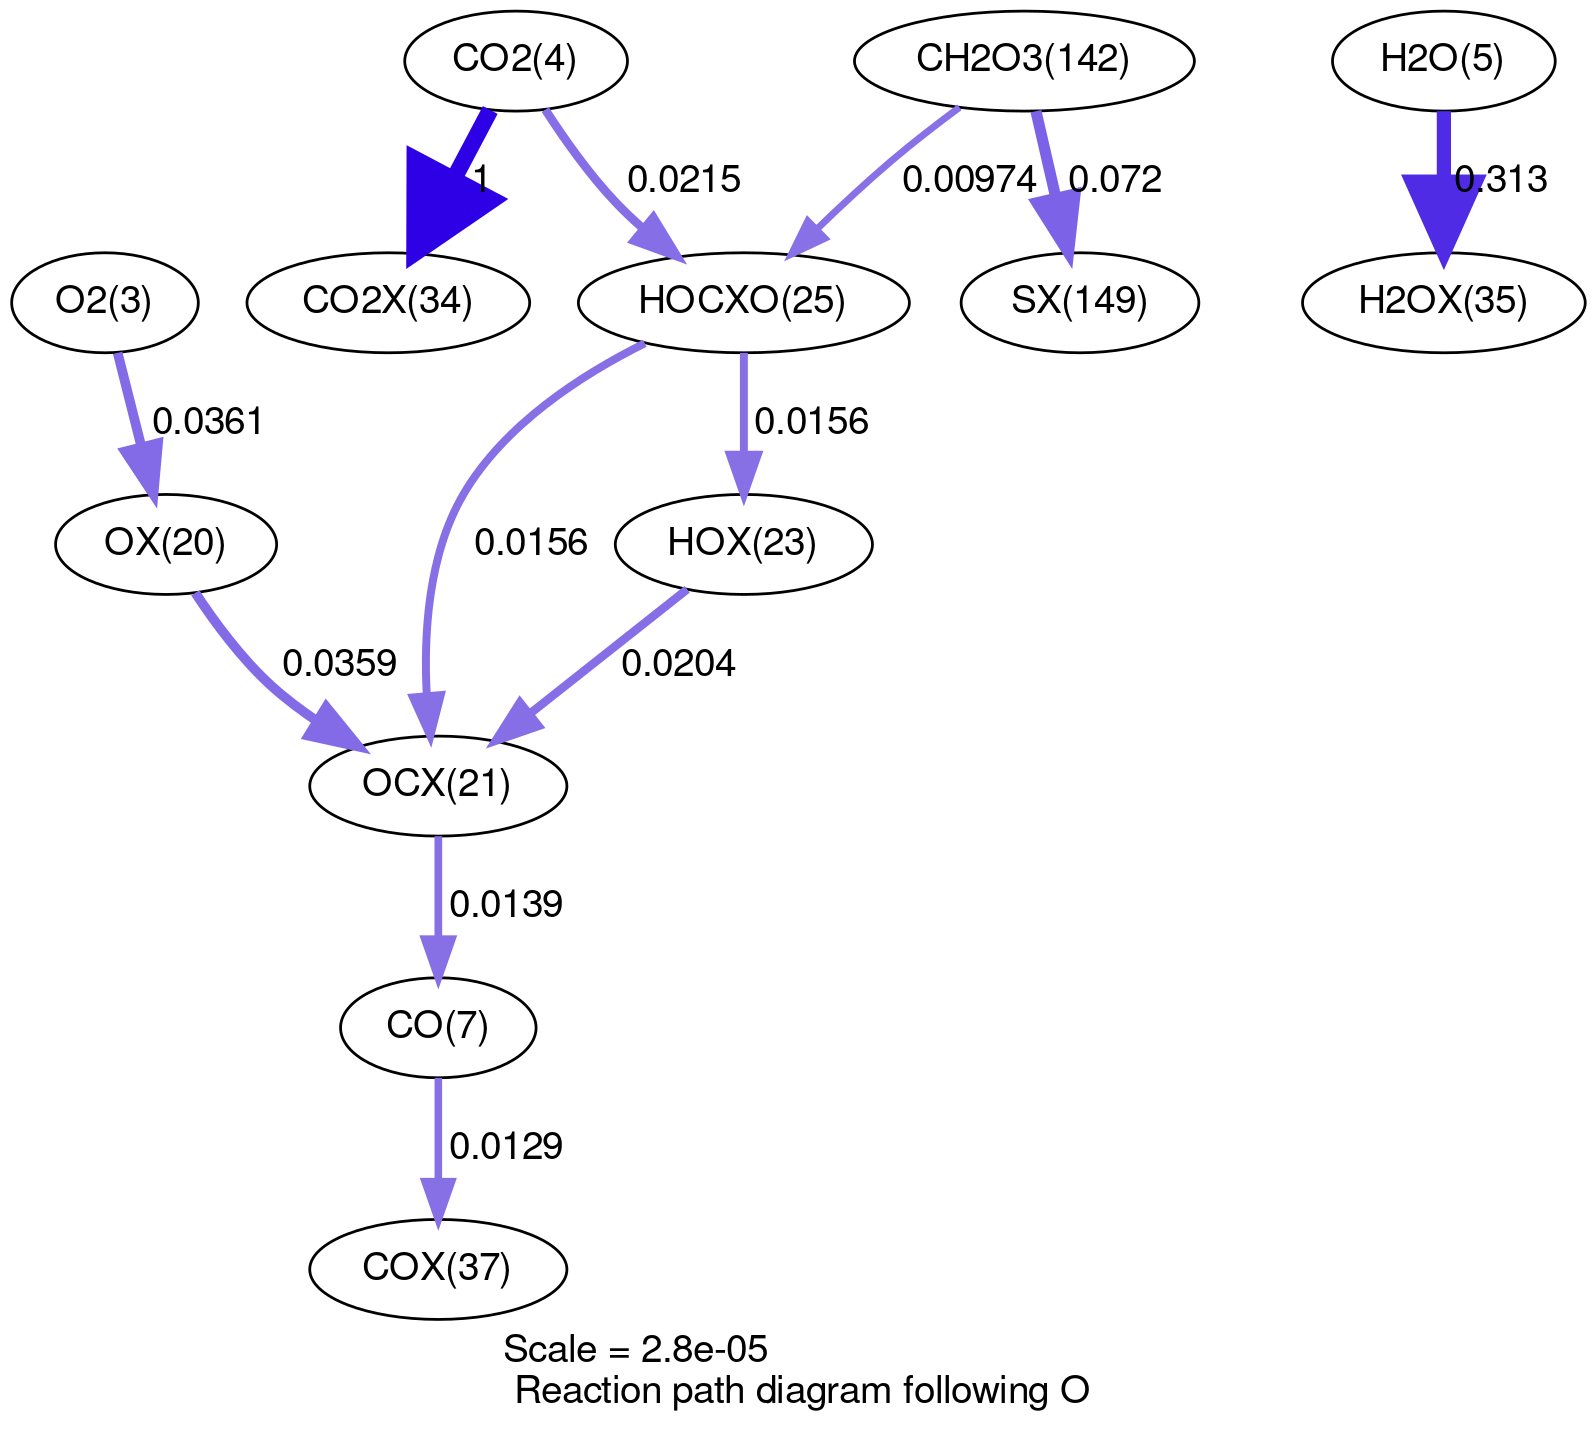 CO2(4)
CH2O3(142)
H2O(5)
1
0.0215
0.00974
0.072
0.313
O2(3)
CO2X(34)
HOCXO(25)
SX(149)
H2OX(35)
0.0361
0.0156
OX(20)
0.0156
HOX(23)
0.0359
0.0204
OCX(21)
0.0139
CO(7)
0.0129
COX(37)
Scale = 2.8e-05
Reaction path diagram following O